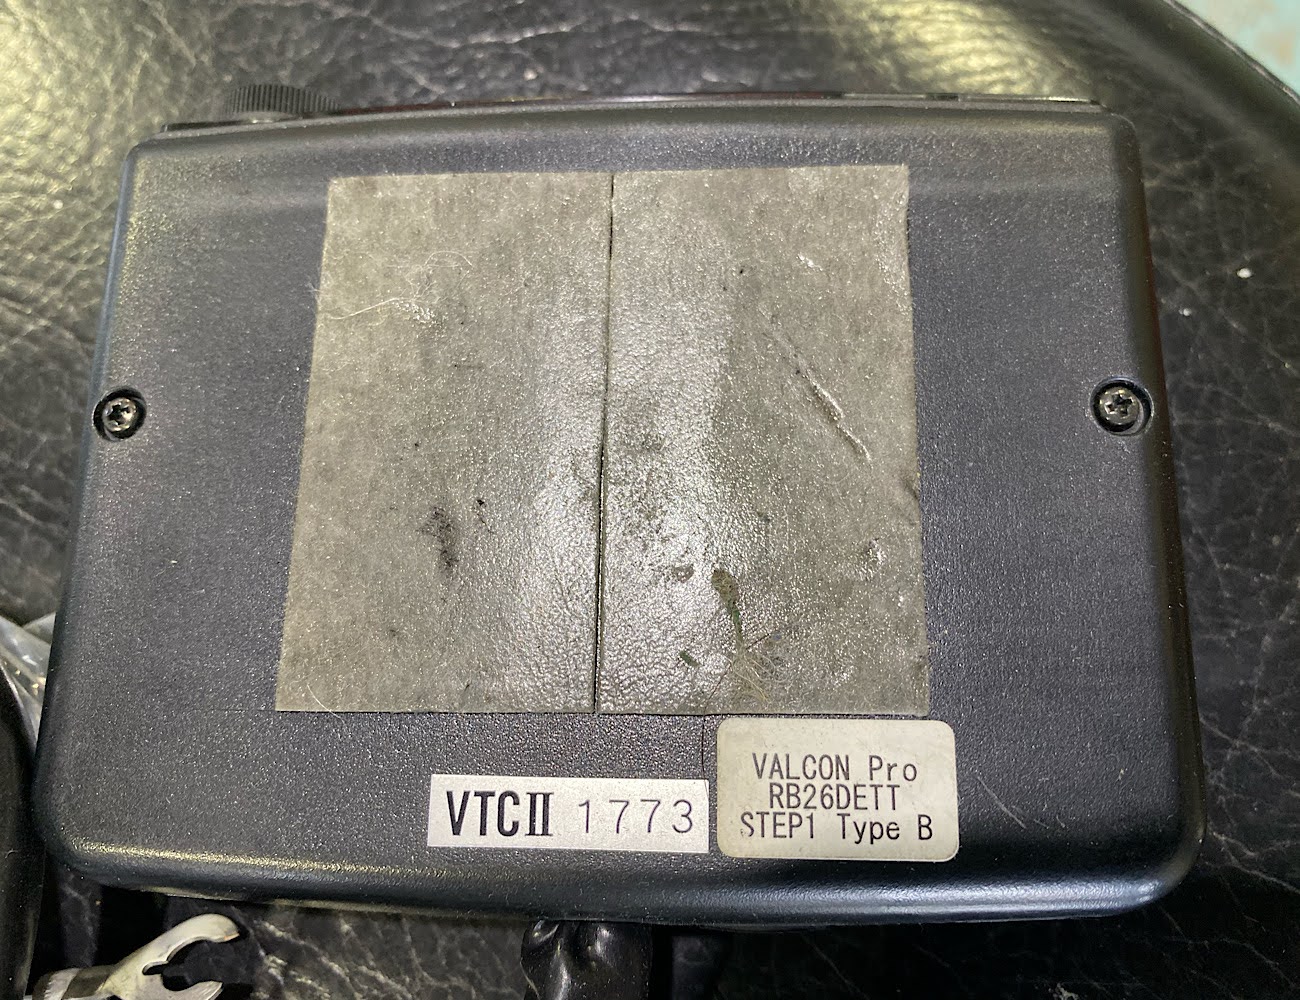 VTCII 1773
VALCON Pro
RB26DETT
STEP1 Type B